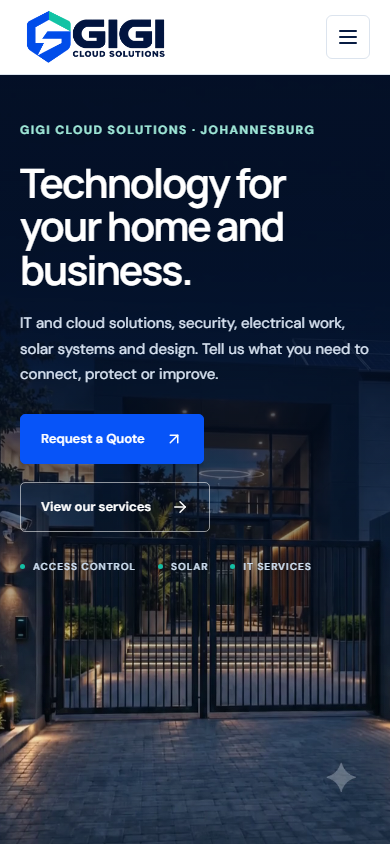 GIGI
CLOUD SOLUTIONS
GIGI CLOUD SOLUTIONS · JOHANNESBURG
Technology for
your home and
business.
IT and cloud solutions, security, electrical work,
solar systems and design. Tell us what you need to
connect, protect or improve.
Request a Quote
View our services
ACCESS CONTROL SOLAR IT SERVICES